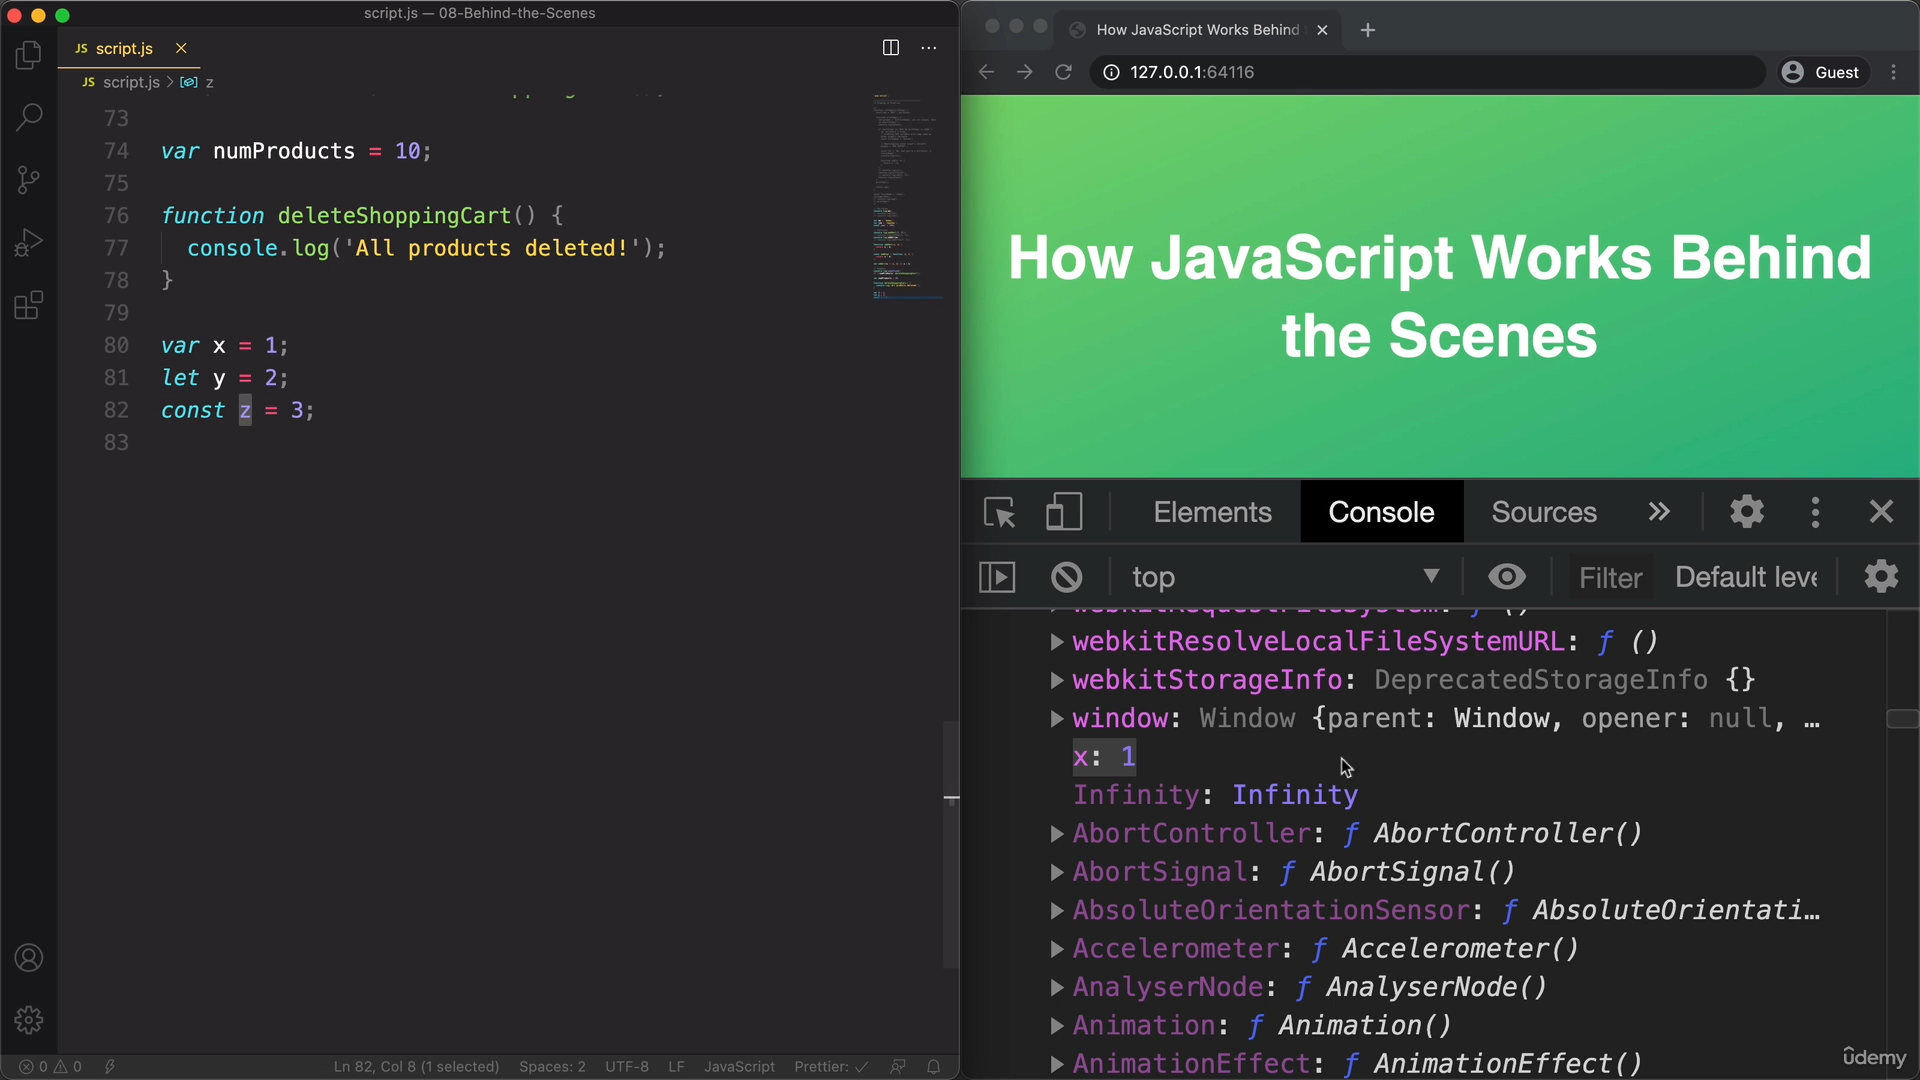 script.js — 08-Behind-the-Scenes
JS script.js
JS script.js > z
73
74 var numProducts = 10;
75
76 function deleteShoppingCart() {
77 console.log('All products deleted!');
78 }
79
80 var x = 1;
81 let y = 2;
82 const z = 3;
83
0 0
Ln 82, Col 8 (1 selected) Spaces: 2 UTF-8 LF JavaScript Prettier: ✓
How JavaScript Works Behind
127.0.0.1:64116
Guest
How JavaScript Works Behind
the Scenes
Elements Console Sources »
top Filter Default leve
webkitRequestFileSystem: ƒ ()
webkitResolveLocalFileSystemURL: ƒ ()
webkitStorageInfo: DeprecatedStorageInfo {}
window: Window {parent: Window, opener: null, …
x: 1
Infinity: Infinity
AbortController: ƒ AbortController()
AbortSignal: ƒ AbortSignal()
AbsoluteOrientationSensor: ƒ AbsoluteOrientati…
Accelerometer: ƒ Accelerometer()
AnalyserNode: ƒ AnalyserNode()
Animation: ƒ Animation()
AnimationEffect: ƒ AnimationEffect()
ûdemy